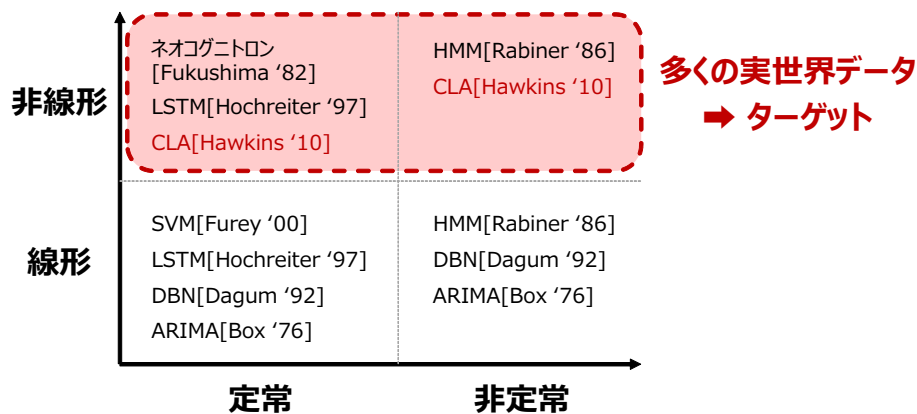 非線形
ネオコグニトロン
[Fukushima ‘82]
LSTM[Hochreiter ‘97]
CLA[Hawkins ‘10]
HMM[Rabiner ‘86]
CLA[Hawkins ‘10]
多くの実世界データ
➡ ターゲット
線形
SVM[Furey ‘00]
LSTM[Hochreiter ‘97]
DBN[Dagum ‘92]
ARIMA[Box ‘76]
HMM[Rabiner ‘86]
DBN[Dagum ‘92]
ARIMA[Box ‘76]
定常
非定常